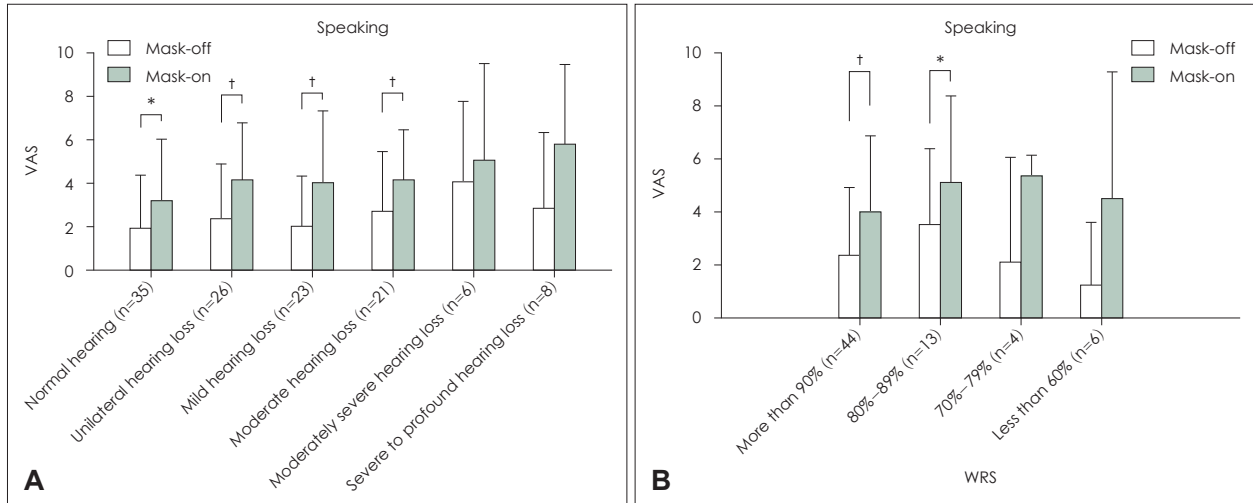 Speaking
Mask-off
Mask-on
VAS
10
8
6
4
2
0
*
†
†
†
Normal hearing (n=35)
Unilateral hearing loss (n=26)
Mild hearing loss (n=23)
Moderate hearing loss (n=21)
Moderately severe hearing loss (n=6)
Severe to profound hearing loss (n=8)
A
Speaking
Mask-off
Mask-on
VAS
10
8
6
4
2
0
†
*
More than 90% (n=44)
80%–89% (n=13)
70%–79% (n=4)
Less than 60% (n=6)
WRS
B